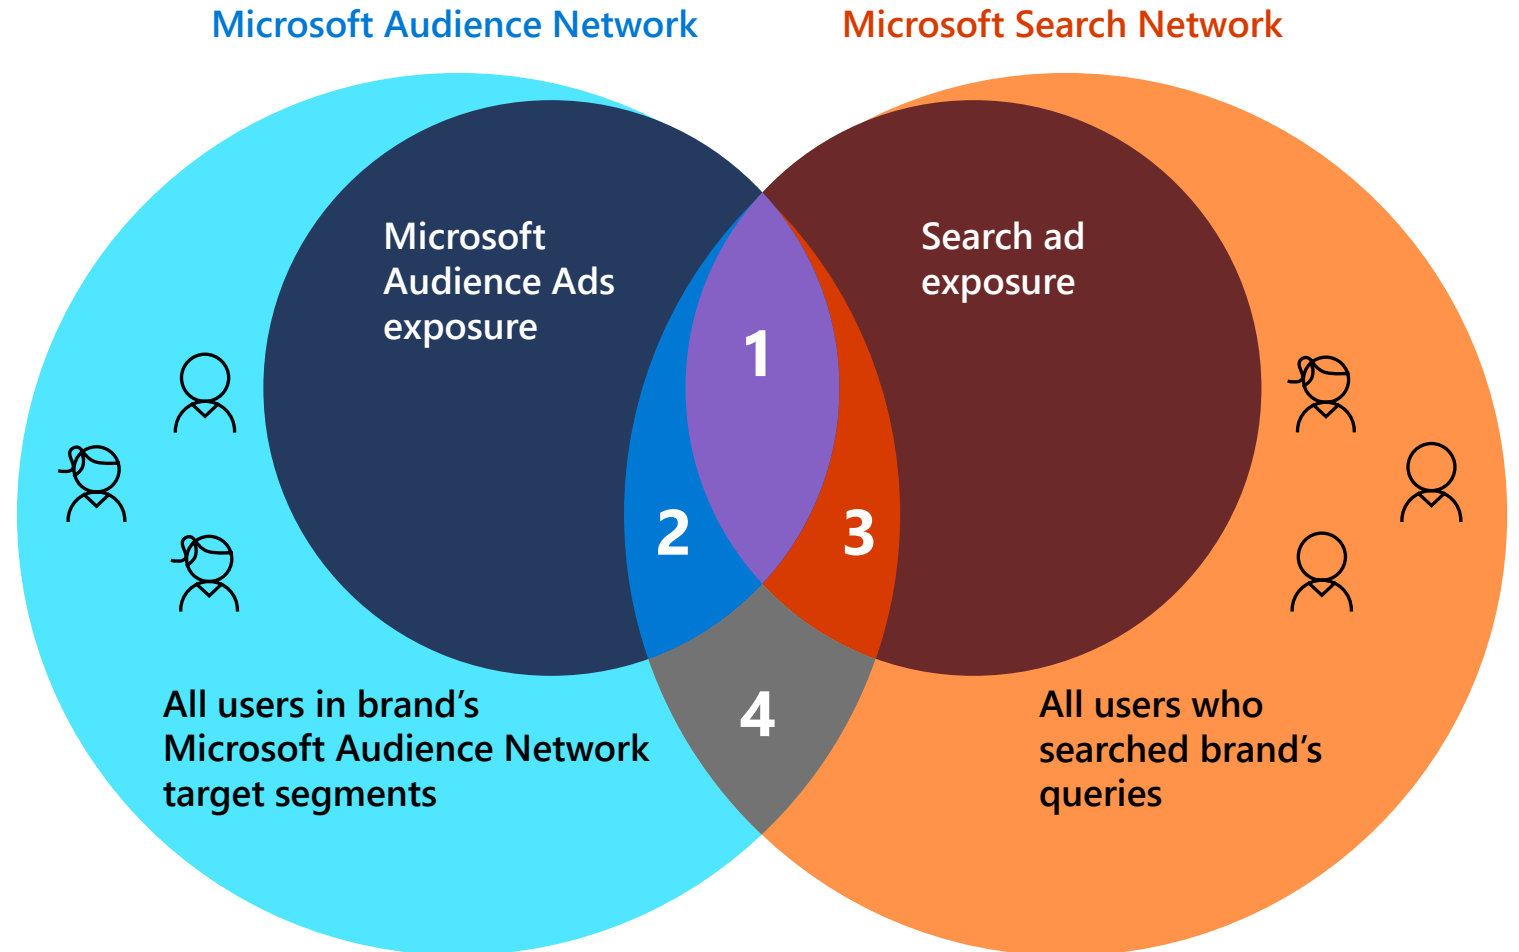 Microsoft Audience Network
Microsoft Search Network
Microsoft
Audience Ads
exposure
Search ad
exposure
1
2
3
4
All users in brand’s
Microsoft Audience Network
target segments
All users who
searched brand’s
queries